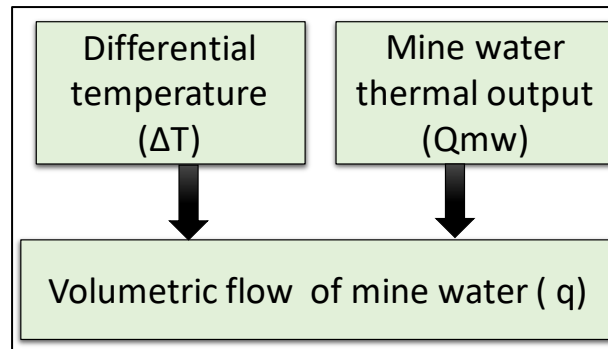 Differential
temperature
(ΔT)
Mine water
thermal output
(Qmw)
Volumetric flow  of mine water ( q)